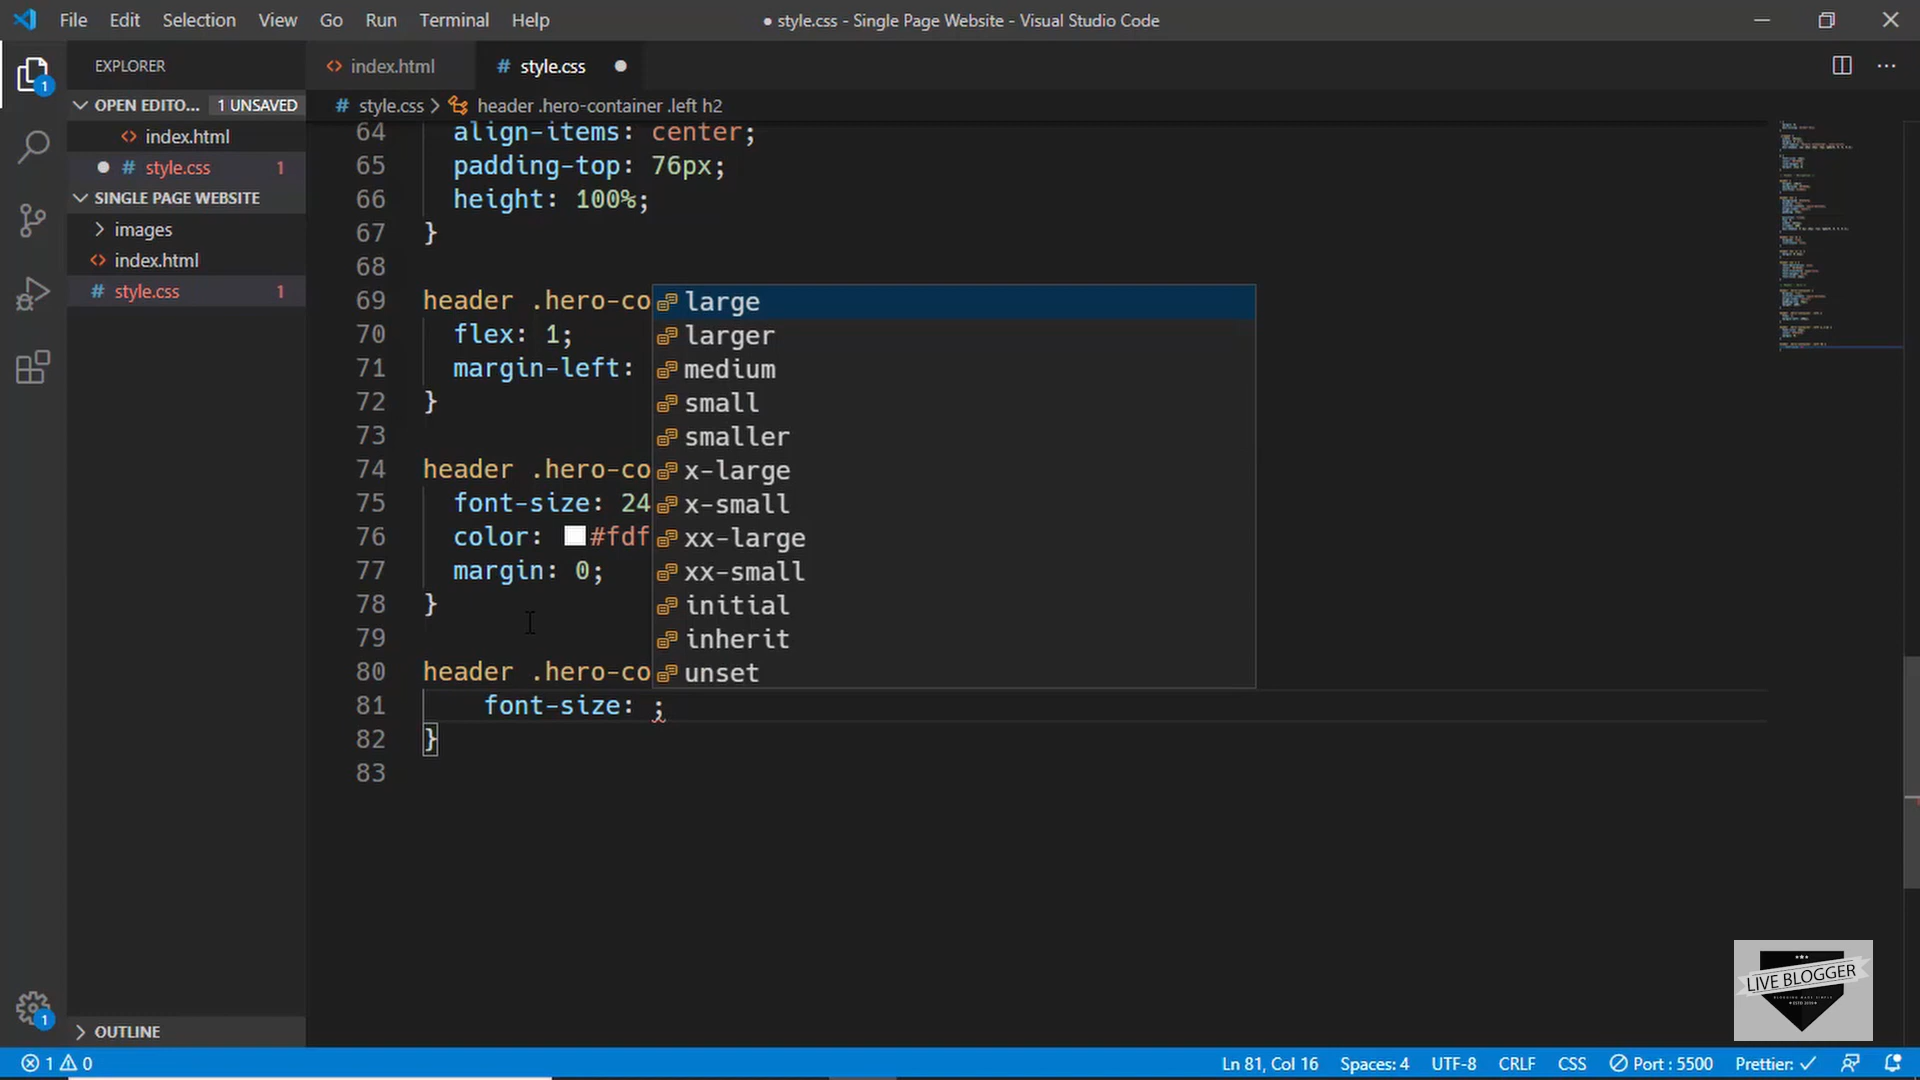 File Edit Selection View Go Run Terminal Help
● style.css - Single Page Website - Visual Studio Code
EXPLORER
OPEN EDITO... 1 UNSAVED
index.html
style.css 1
SINGLE PAGE WEBSITE
images
index.html
style.css 1
OUTLINE
index.html
style.css
style.css > header .hero-container .left h2
64 align-items: center;
65 padding-top: 76px;
66 height: 100%;
67 }
68
69 header .hero-co
70 flex: 1;
71 margin-left:
72 }
73
74 header .hero-co
75 font-size: 24
76 color: #fdf
77 margin: 0;
78 }
79
80 header .hero-co
81 font-size: ;
82 }
83
large
larger
medium
small
smaller
x-large
x-small
xx-large
xx-small
initial
inherit
unset
LIVE BLOGGER
1 0
Ln 81, Col 16 Spaces: 4 UTF-8 CRLF CSS Port : 5500 Prettier: ✓